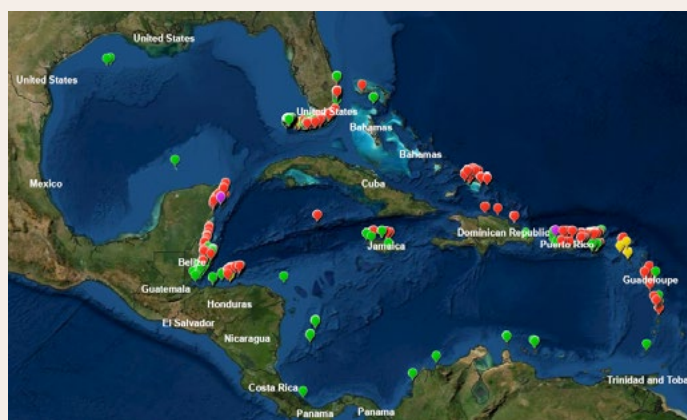 United States
United States
United States
Bahamas
Bahamas
Mexico
Cuba
Dominican Republic
Puerto Rico
Jamaica
Belize
Guadeloupe
Guatemala
Honduras
El Salvador
Nicaragua
Trinidad and Toba
Costa Rica
Panama
Panama